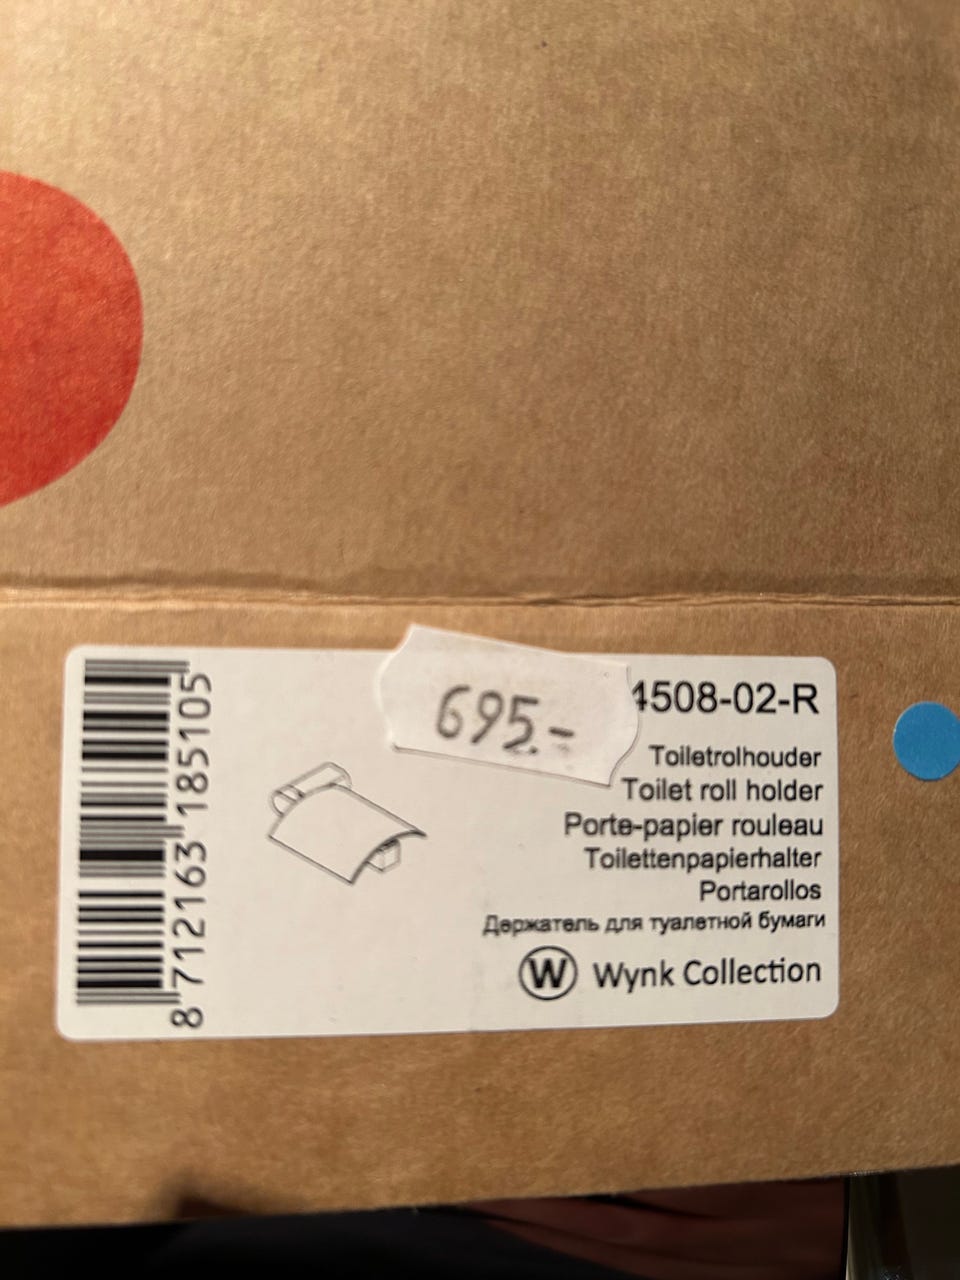 695.-
4508-02-R
Toiletrolhouder
Toilet roll holder
Porte-papier rouleau
Toilettenpapierhalter
Portarollos
Держатель для туалетной бумаги
W Wynk Collection
8 712163 185105